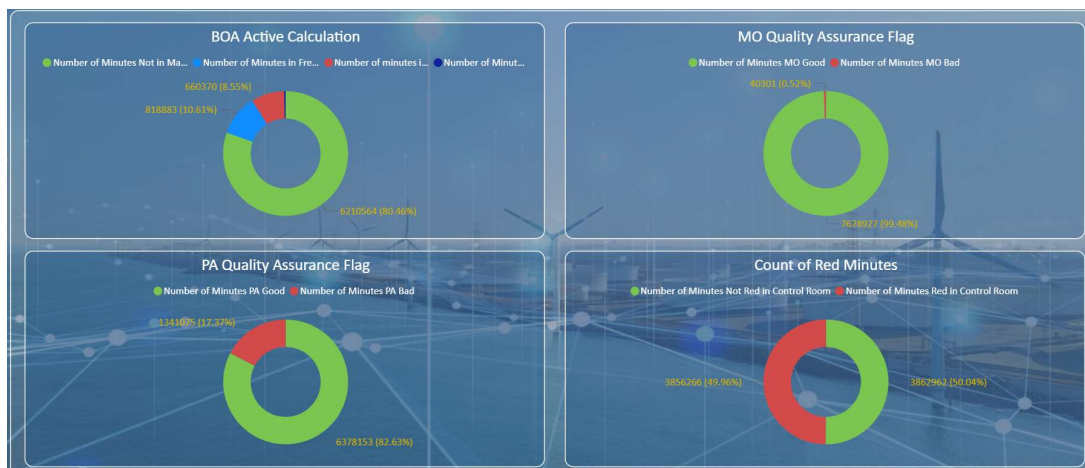 BOA Active Calculation
Number of Minutes Not in Ma... Number of Minutes in Fre... Number of minutes i... Number of Minut...
660370 (8.55%)
818883 (10.61%)
6210564 (80.46%)
MO Quality Assurance Flag
Number of Minutes MO Good Number of Minutes MO Bad
40301 (0.52%)
7678927 (99.48%)
PA Quality Assurance Flag
Number of Minutes PA Good Number of Minutes PA Bad
1341075 (17.37%)
6378153 (82.63%)
Count of Red Minutes
Number of Minutes Not Red in Control Room Number of Minutes Red in Control Room
3856266 (49.96%) 3862962 (50.04%)